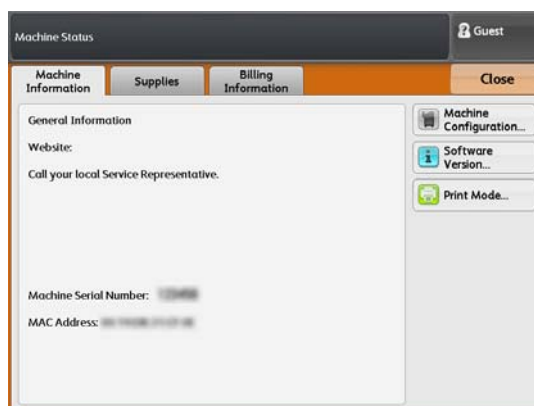 Machine Status
Guest
Machine Information
Supplies
Billing Information
Close
General Information
Website:
Call your local Service Representative.
Machine Serial Number:
MAC Address:
Machine Configuration...
Software Version...
Print Mode...